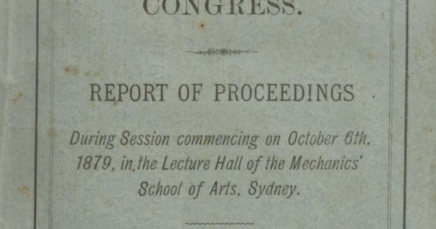 CONGRESS.
REPORT OF PROCEEDINGS
During Session commencing on October 6th,
1879, in the Lecture Hall of the Mechanics'
School of Arts, Sydney.